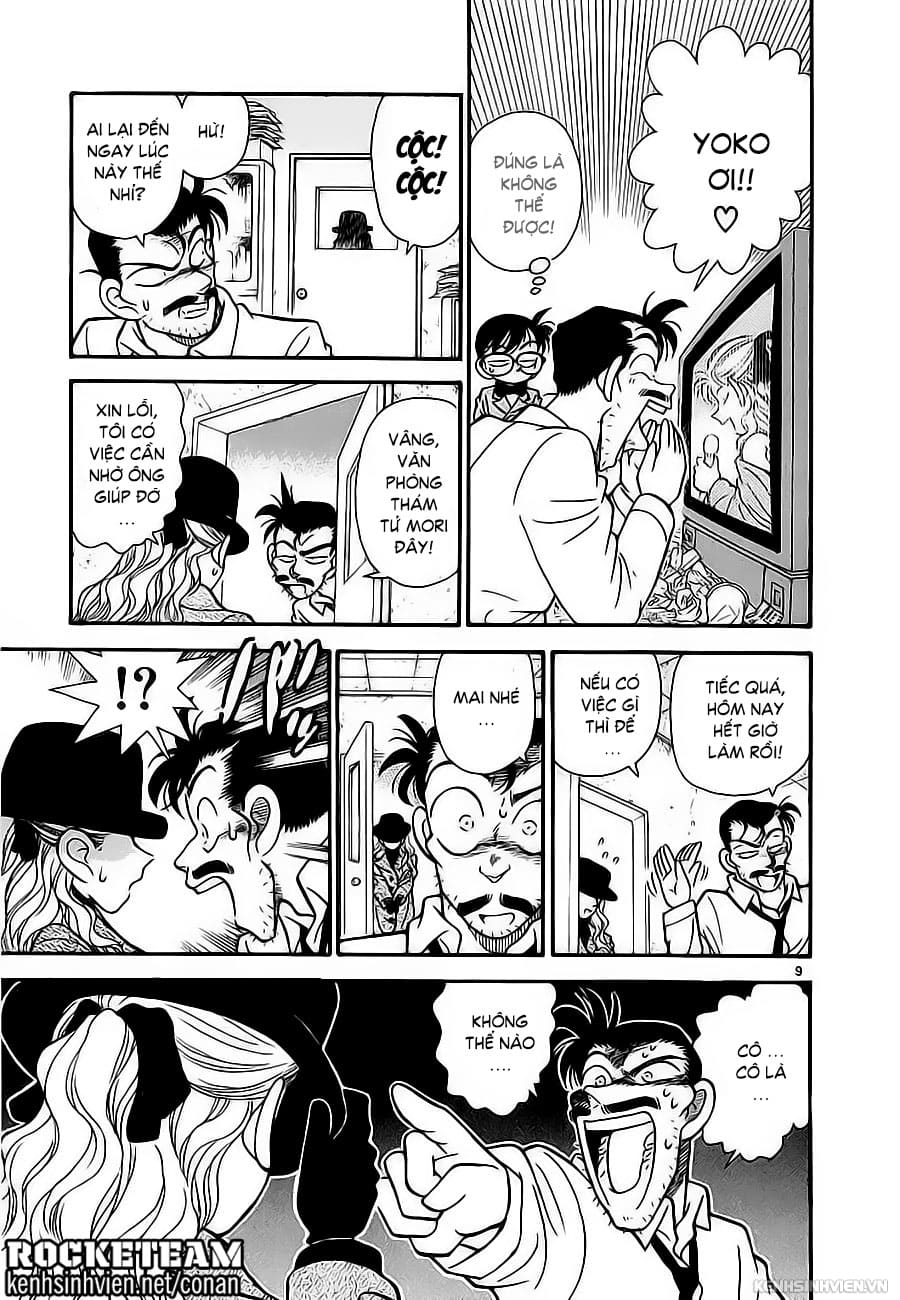 YOKO
ƠI!!
♡
ĐÚNG LÀ
KHÔNG
THỂ
ĐƯỢC!
CỘC!
CỘC!
HỪ!
AI LẠI ĐẾN
NGAY LÚC
NÀY THẾ
NHỈ?
VÂNG,
VĂN
PHÒNG
THÁM
TỬ MORI
ĐÂY!
XIN LỖI,
TÔI CÓ
VIỆC CẦN
NHỜ ÔNG
GIÚP ĐỠ
...
TIẾC QUÁ,
HÔM NAY
HẾT GIỜ
LÀM RỒI!
NẾU CÓ
VIỆC GÌ
THÌ ĐỂ
...
MAI NHÉ
...
!?
9
CÔ ...
CÔ LÀ
...
KHÔNG
THỂ NÀO
....
ROCKETEAM
kenhsinhvien.net/conan
KENHSINHVIEN.VN